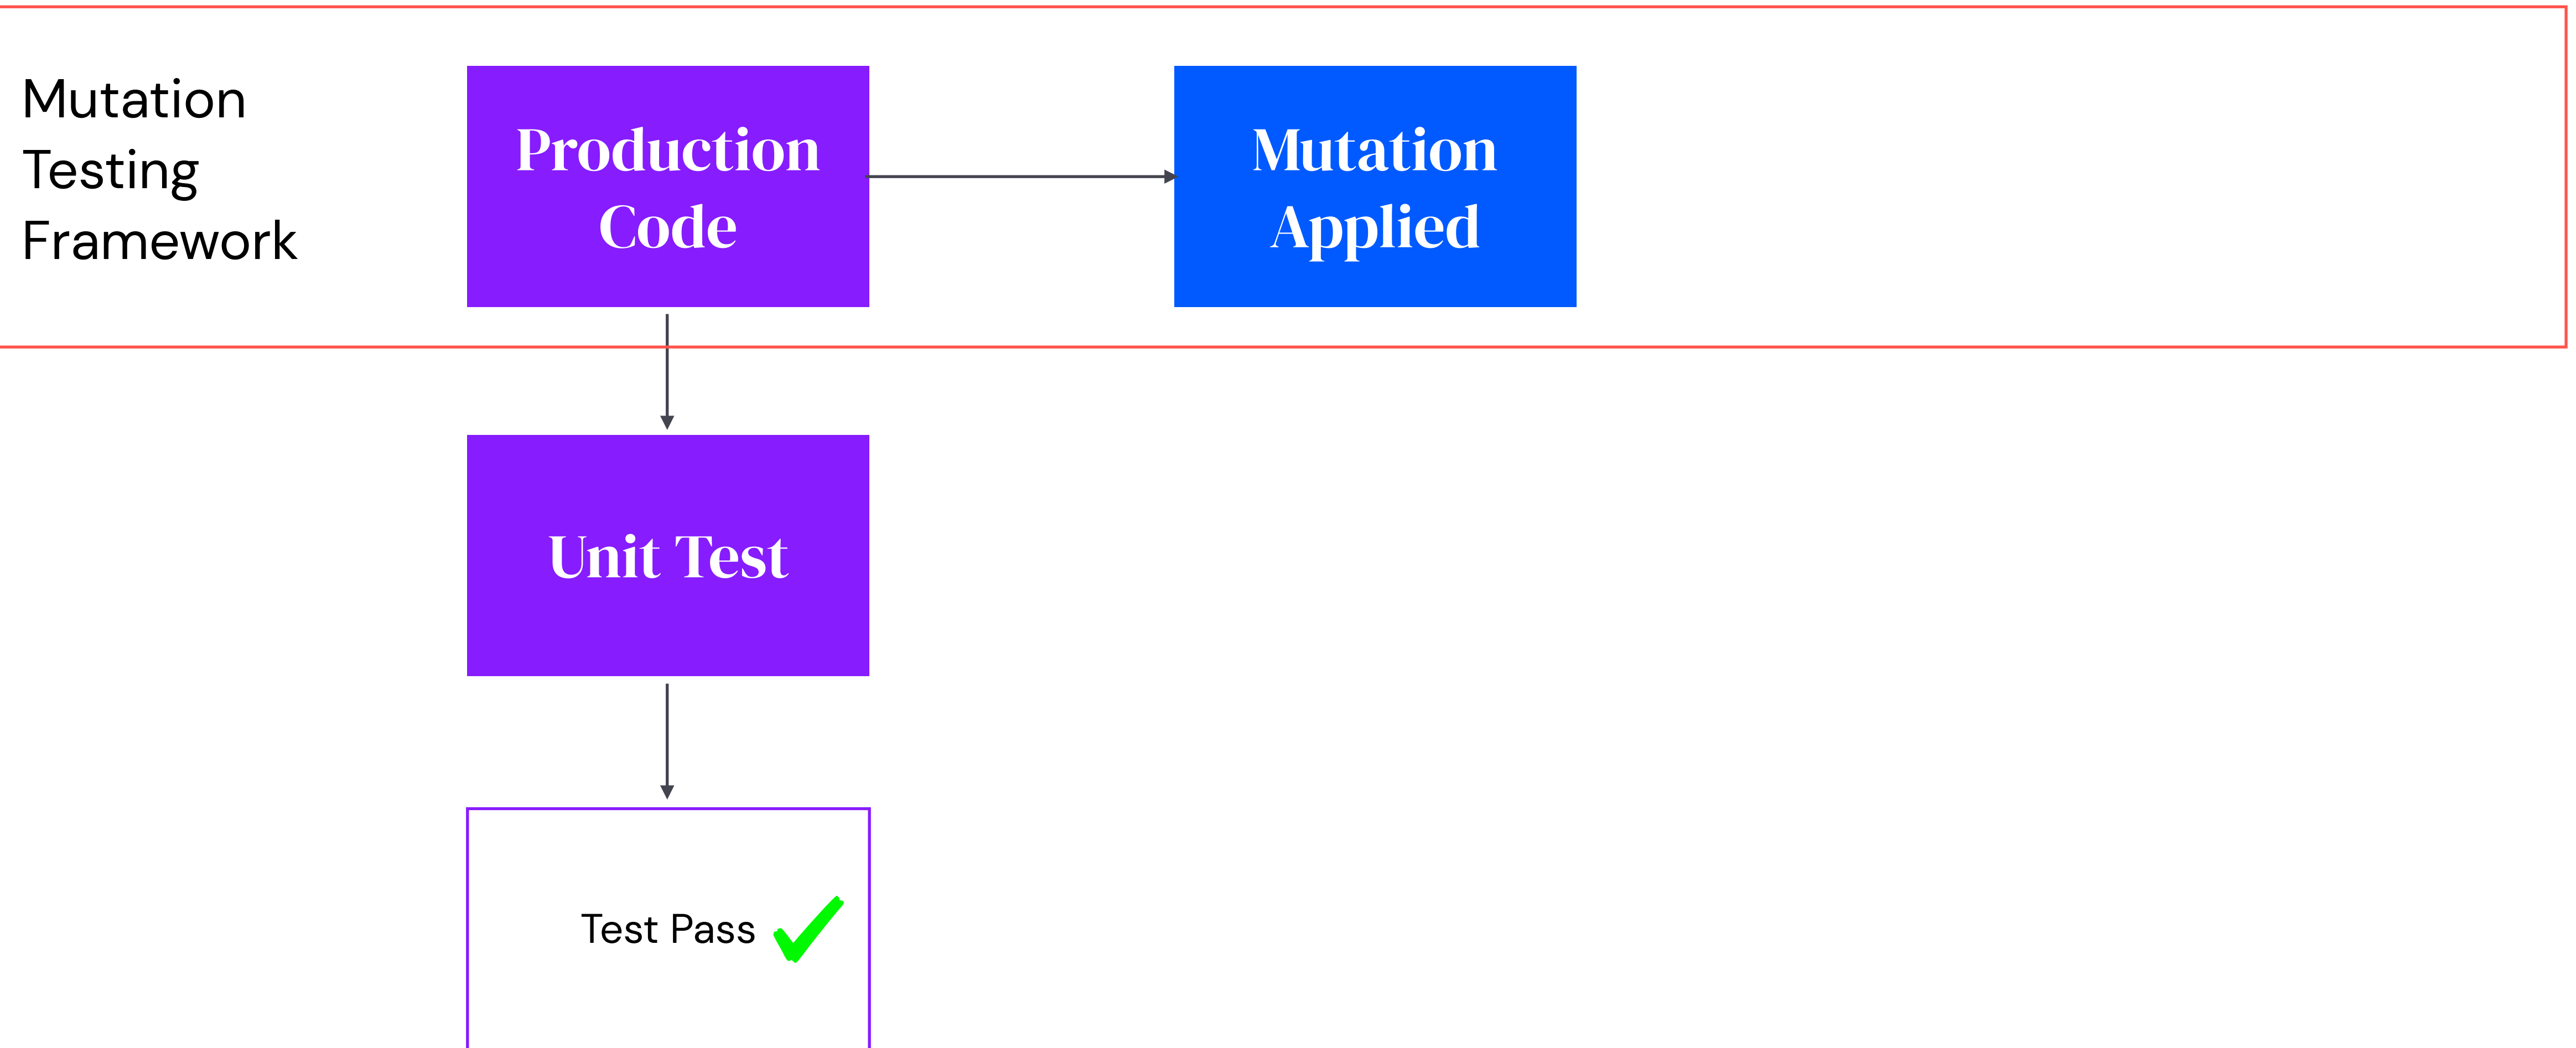 Mutation
Testing
Framework
Production
Code
Mutation
Applied
Unit Test
Test Pass